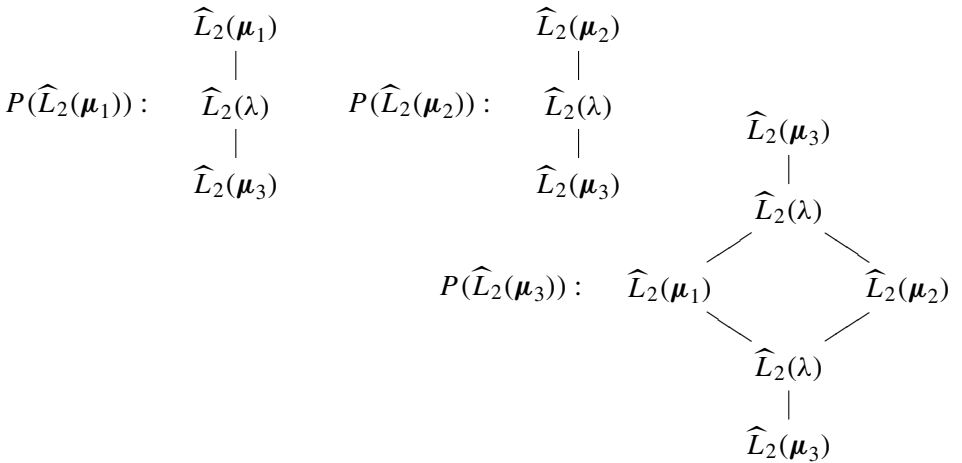 L̂₂(𝝁₁) L̂₂(𝝁₂)
P(L̂₂(𝝁₁)) : L̂₂(λ) P(L̂₂(𝝁₂)) : L̂₂(λ)
L̂₂(𝝁₃)
L̂₂(𝝁₃) L̂₂(𝝁₃)
L̂₂(λ)
P(L̂₂(𝝁₃)) : L̂₂(𝝁₁) L̂₂(𝝁₂)
L̂₂(λ)
L̂₂(𝝁₃)